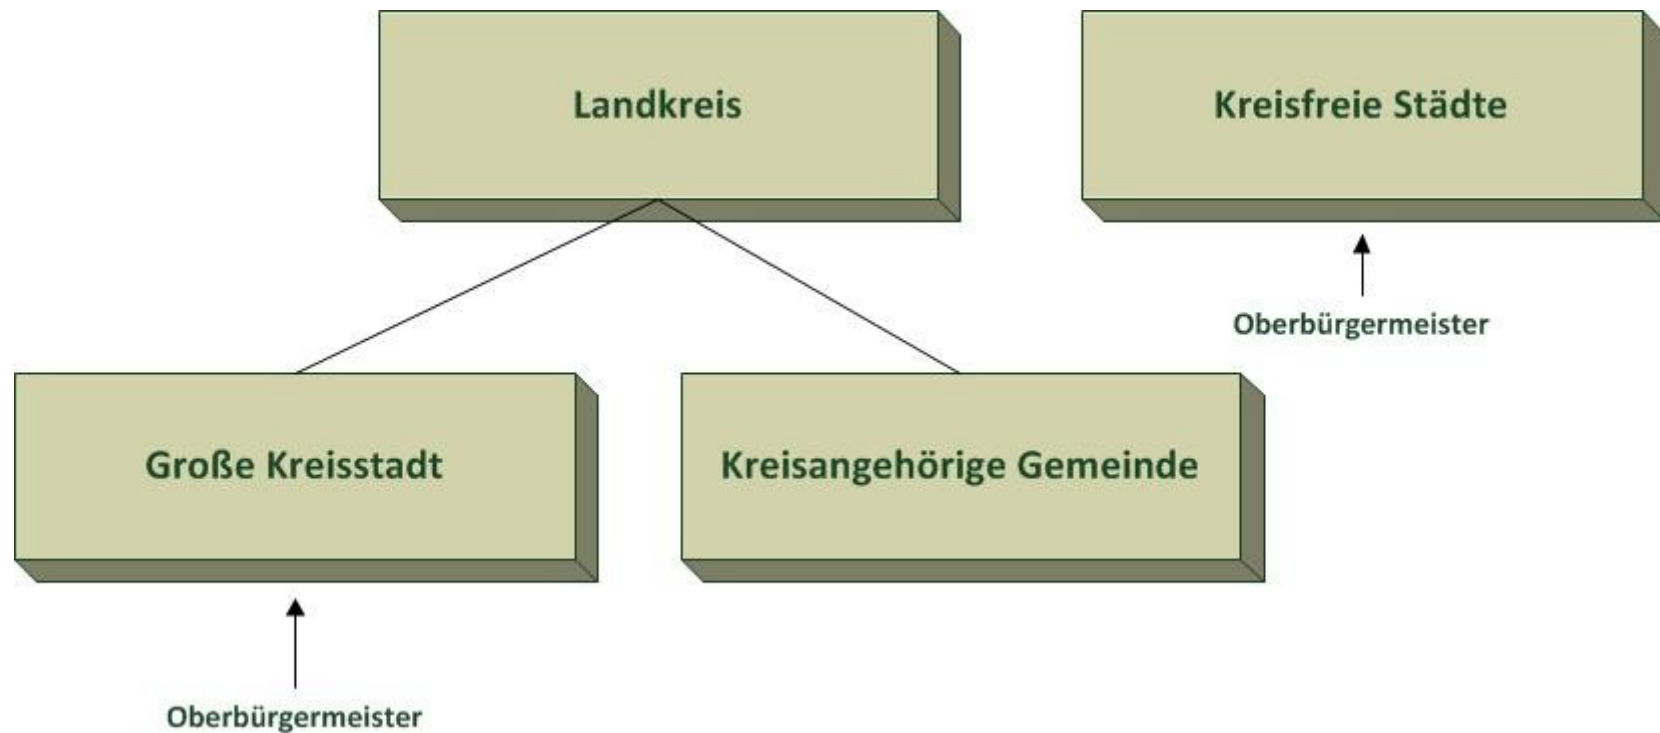 Landkreis
Kreisfreie Städte
Oberbürgermeister
Große Kreisstadt
Kreisangehörige Gemeinde
Oberbürgermeister